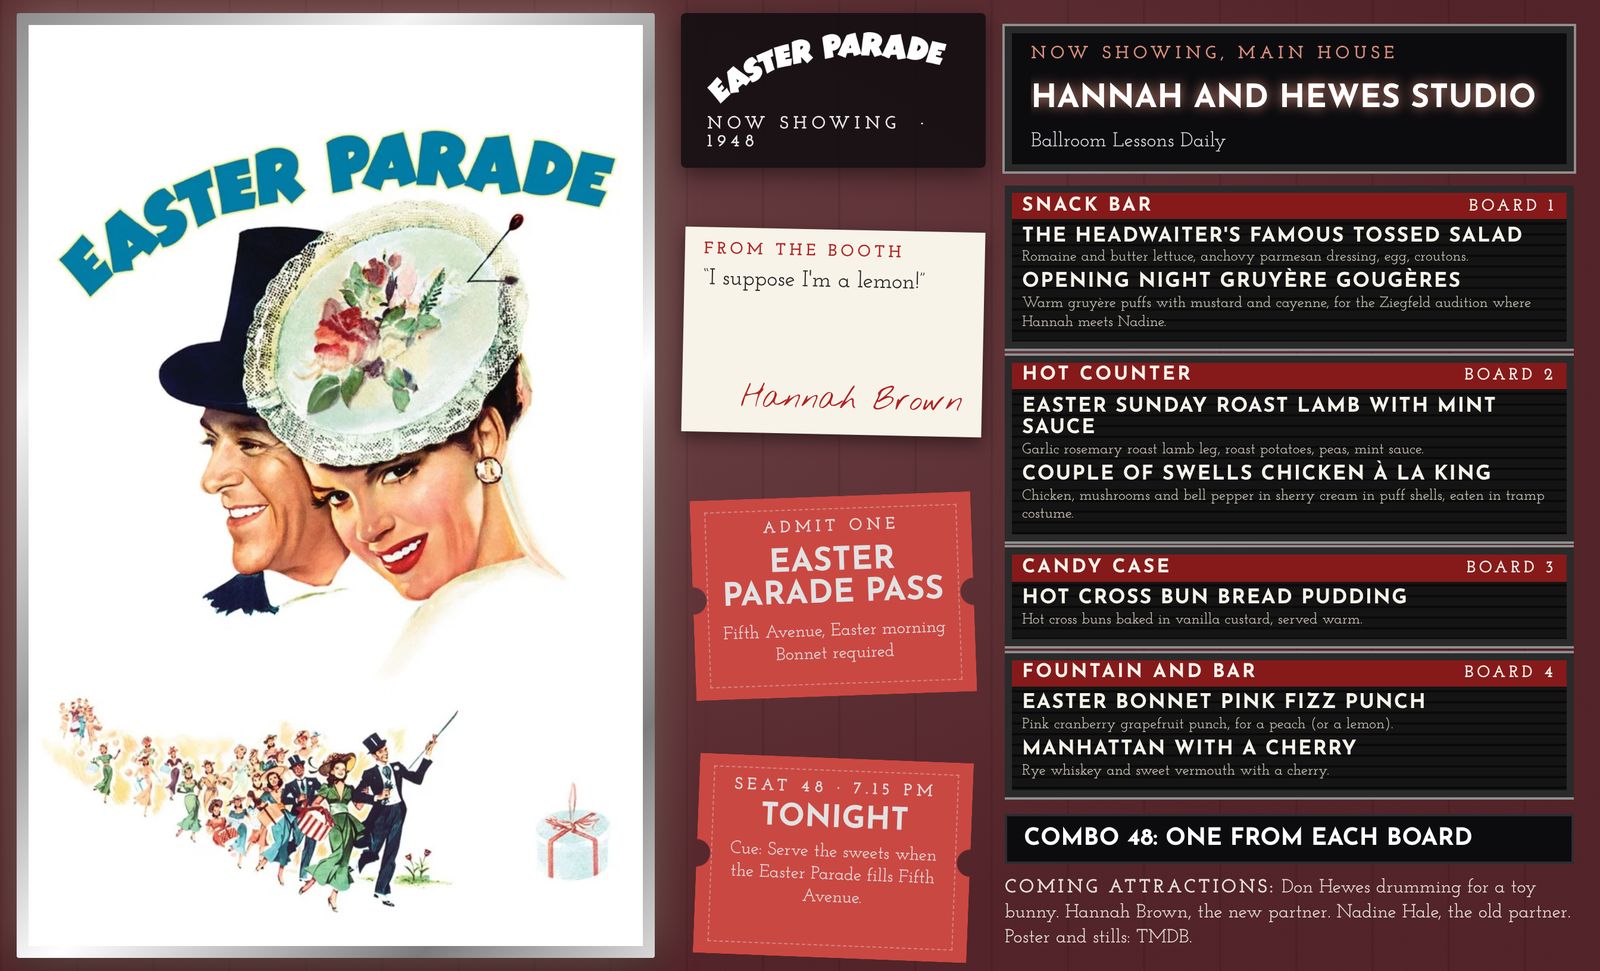 EASTER PARADE
EASTER PARADE
NOW SHOWING ·
1948
FROM THE BOOTH
“I suppose I'm a lemon!”
Hannah Brown
ADMIT ONE
EASTER
PARADE PASS
Fifth Avenue, Easter morning
Bonnet required
SEAT 48 · 7.15 PM
TONIGHT
Cue: Serve the sweets when
the Easter Parade fills Fifth
Avenue.
NOW SHOWING, MAIN HOUSE
HANNAH AND HEWES STUDIO
Ballroom Lessons Daily
SNACK BAR BOARD 1
THE HEADWAITER'S FAMOUS TOSSED SALAD
Romaine and butter lettuce, anchovy parmesan dressing, egg, croutons.
OPENING NIGHT GRUYÈRE GOUGÈRES
Warm gruyère puffs with mustard and cayenne, for the Ziegfeld audition where
Hannah meets Nadine.
HOT COUNTER BOARD 2
EASTER SUNDAY ROAST LAMB WITH MINT
SAUCE
Garlic rosemary roast lamb leg, roast potatoes, peas, mint sauce.
COUPLE OF SWELLS CHICKEN À LA KING
Chicken, mushrooms and bell pepper in sherry cream in puff shells, eaten in tramp
costume.
CANDY CASE BOARD 3
HOT CROSS BUN BREAD PUDDING
Hot cross buns baked in vanilla custard, served warm.
FOUNTAIN AND BAR BOARD 4
EASTER BONNET PINK FIZZ PUNCH
Pink cranberry grapefruit punch, for a peach (or a lemon).
MANHATTAN WITH A CHERRY
Rye whiskey and sweet vermouth with a cherry.
COMBO 48: ONE FROM EACH BOARD
COMING ATTRACTIONS: Don Hewes drumming for a toy
bunny. Hannah Brown, the new partner. Nadine Hale, the old partner.
Poster and stills: TMDB.